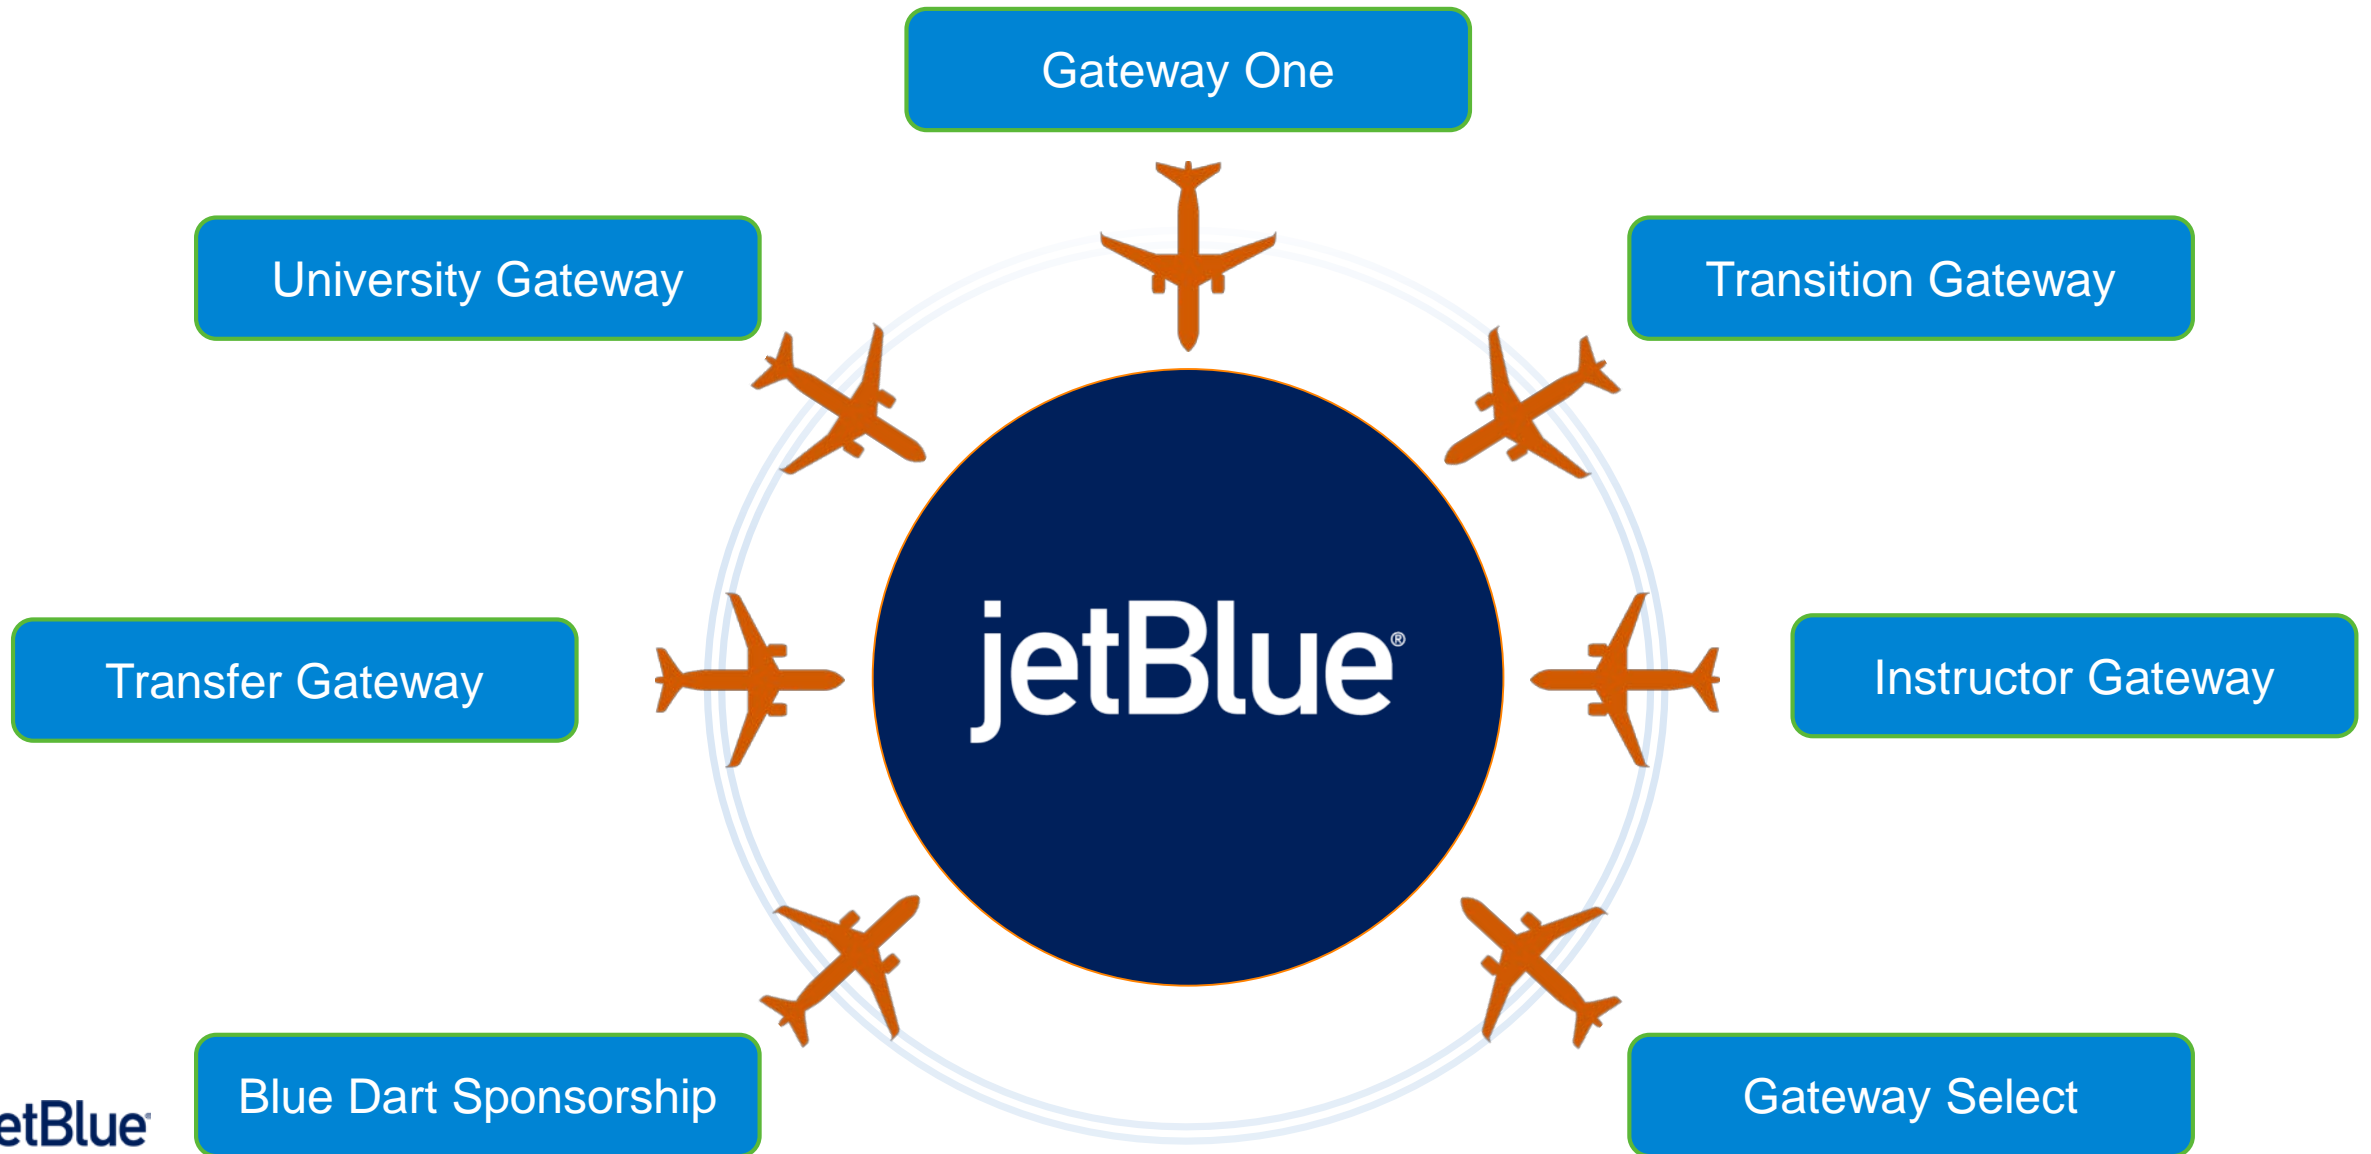 Gateway One
University Gateway
Transition Gateway
jetBlue®
Transfer Gateway
Instructor Gateway
Blue Dart Sponsorship
Gateway Select
etBlue